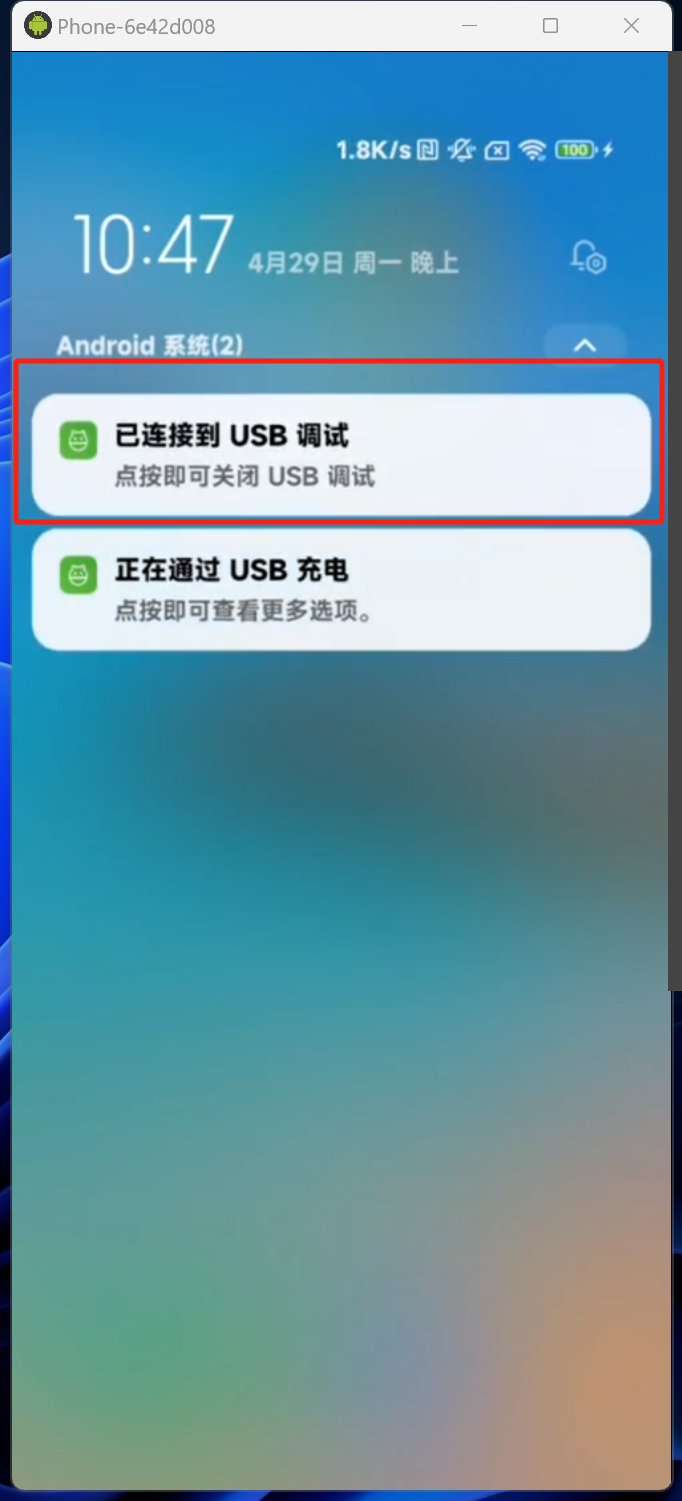 Phone-6e42d008
1.8K/s 100
10:47 4月29日 周一 晚上
Android 系统(2)
已连接到 USB 调试
点按即可关闭 USB 调试
正在通过 USB 充电
点按即可查看更多选项。